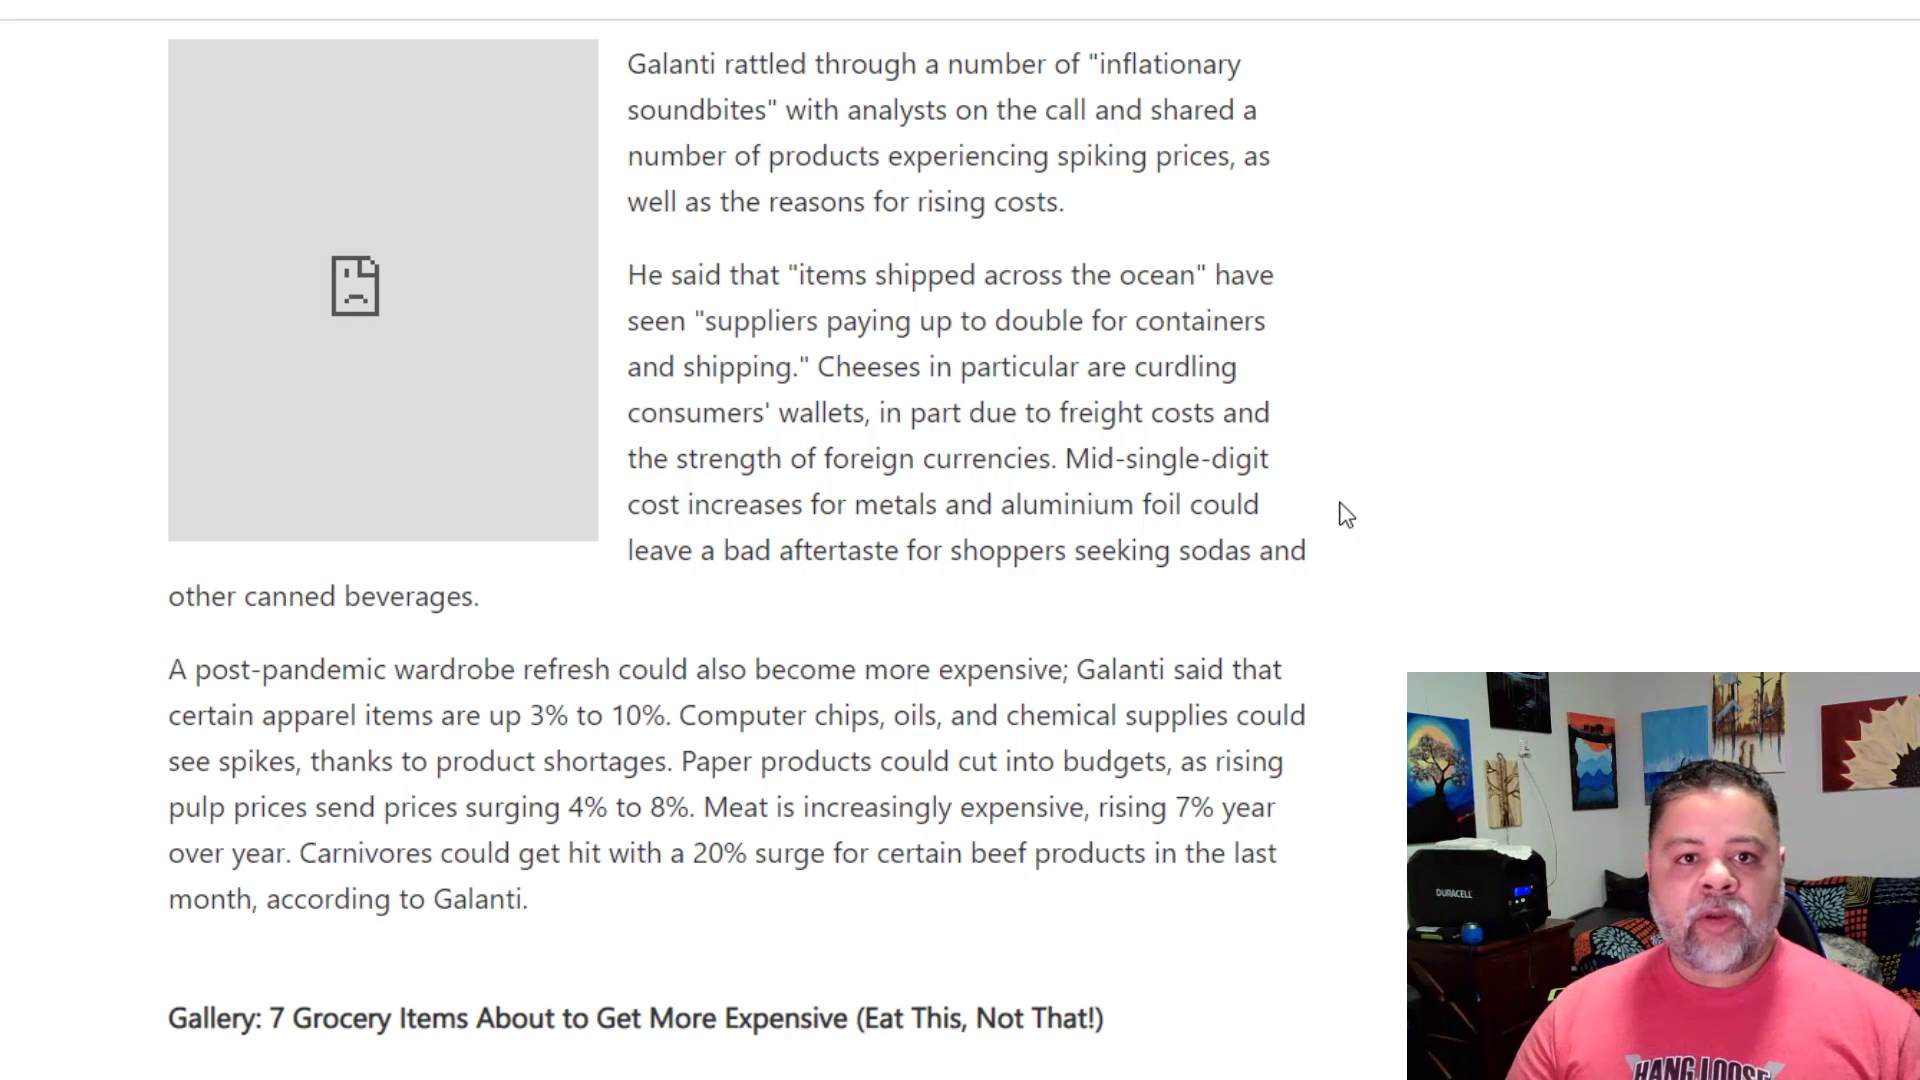 Galanti rattled through a number of "inflationary
soundbites" with analysts on the call and shared a
number of products experiencing spiking prices, as
well as the reasons for rising costs.
He said that "items shipped across the ocean" have
seen "suppliers paying up to double for containers
and shipping." Cheeses in particular are curdling
consumers' wallets, in part due to freight costs and
the strength of foreign currencies. Mid-single-digit
cost increases for metals and aluminium foil could
leave a bad aftertaste for shoppers seeking sodas and
other canned beverages.
A post-pandemic wardrobe refresh could also become more expensive; Galanti said that
certain apparel items are up 3% to 10%. Computer chips, oils, and chemical supplies could
see spikes, thanks to product shortages. Paper products could cut into budgets, as rising
pulp prices send prices surging 4% to 8%. Meat is increasingly expensive, rising 7% year
over year. Carnivores could get hit with a 20% surge for certain beef products in the last
month, according to Galanti.
Gallery: 7 Grocery Items About to Get More Expensive (Eat This, Not That!)
DURACELL
HANG LOOSE